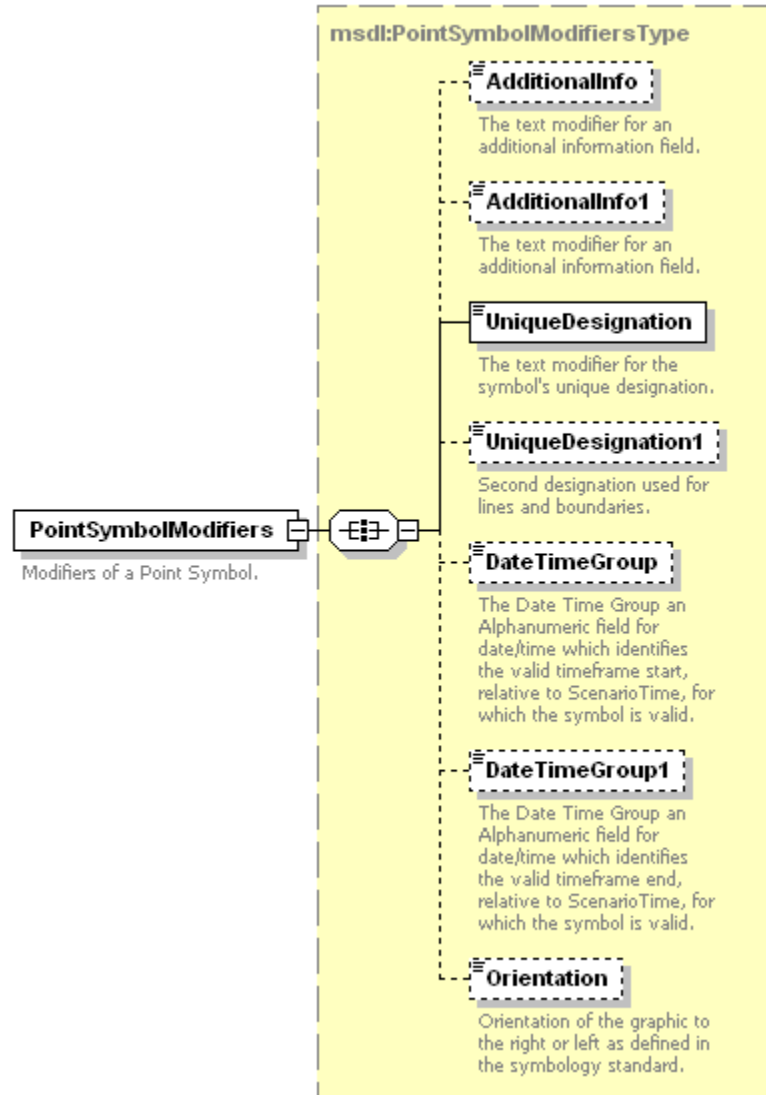 msdl:PointSymbolModifiersType
AdditionalInfo
The text modifier for an
additional information field.
AdditionalInfo1
The text modifier for an
additional information field.
UniqueDesignation
The text modifier for the
symbol's unique designation.
UniqueDesignation1
Second designation used for
lines and boundaries.
PointSymbolModifiers
Modifiers of a Point Symbol.
DateTimeGroup
The Date Time Group an
Alphanumeric field for
date/time which identifies
the valid timeframe start,
relative to ScenarioTime, for
which the symbol is valid.
DateTimeGroup1
The Date Time Group an
Alphanumeric field for
date/time which identifies
the valid timeframe end,
relative to ScenarioTime, for
which the symbol is valid.
Orientation
Orientation of the graphic to
the right or left as defined in
the symbology standard.